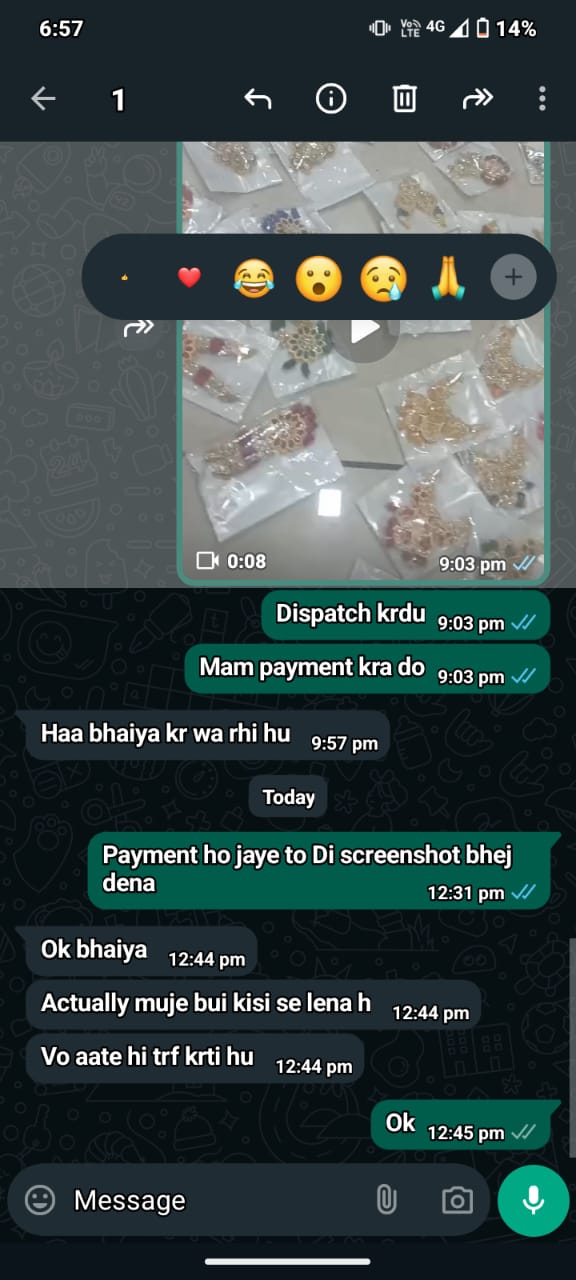 6:57 Vo LTE 4G 14%
1
0:08 9:03 pm
Dispatch krdu 9:03 pm
Mam payment kra do 9:03 pm
Haa bhaiya kr wa rhi hu 9:57 pm
Today
Payment ho jaye to Di screenshot bhej
dena 12:31 pm
Ok bhaiya 12:44 pm
Actually muje bui kisi se lena h 12:44 pm
Vo aate hi trf krti hu 12:44 pm
Ok 12:45 pm
Message